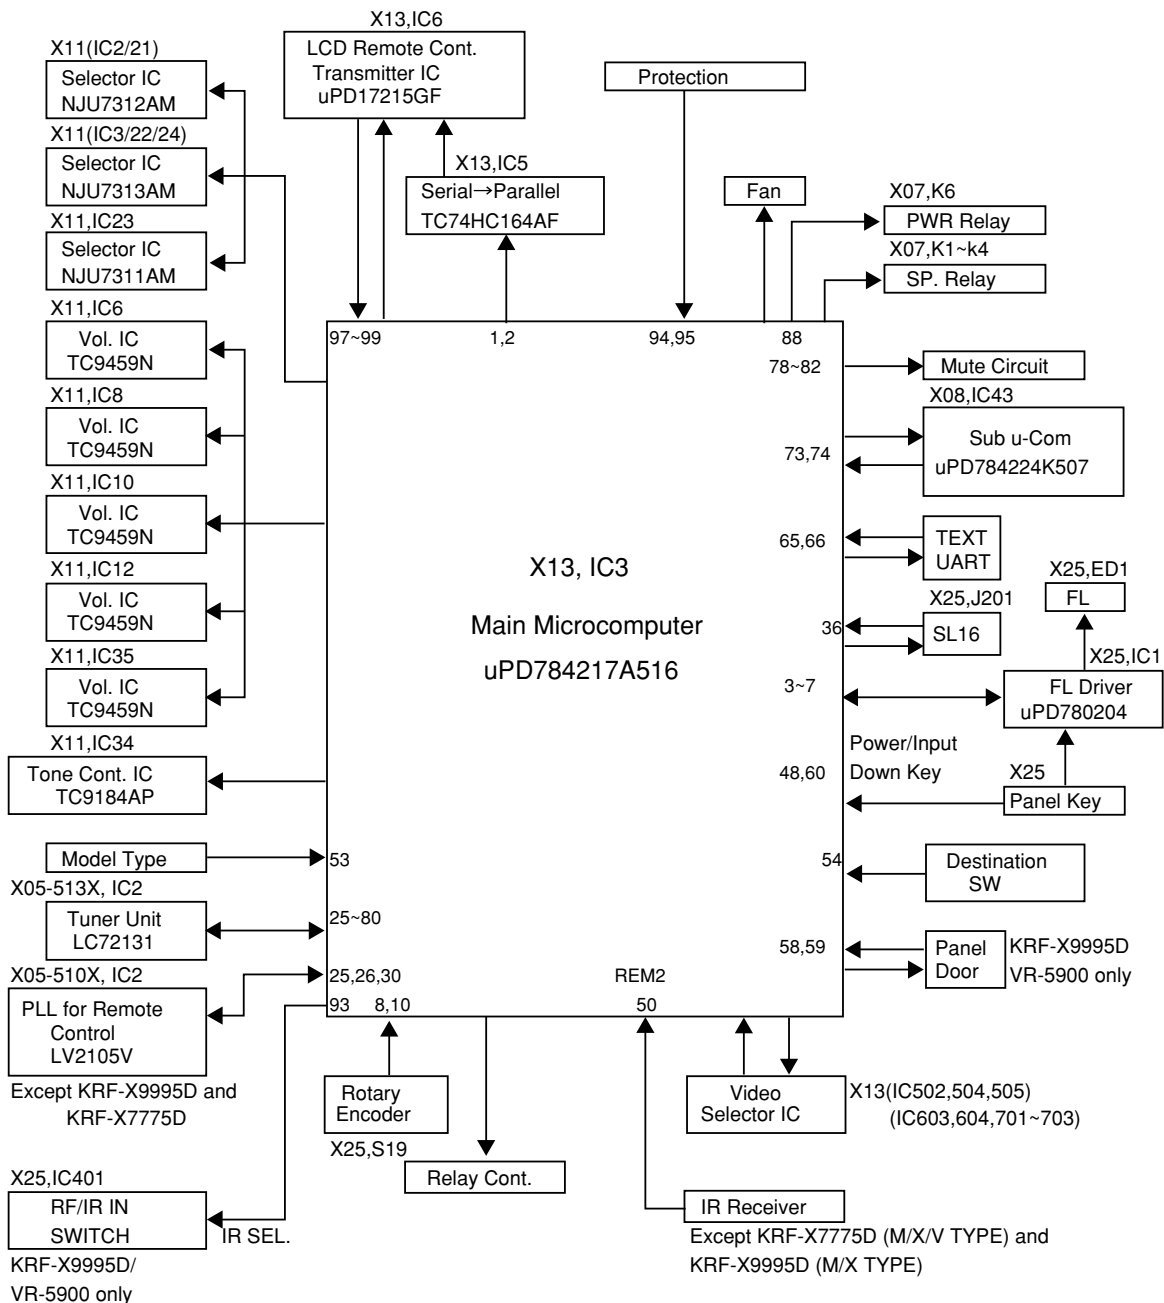 X13,IC6
LCD Remote Cont.
Transmitter IC
uPD17215GF
X11(IC2/21)
Selector IC
NJU7312AM
Protection
X11(IC3/22/24)
Selector IC
NJU7313AM
X13,IC5
Serial→Parallel
TC74HC164AF
Fan
X07,K6
PWR Relay
X11,IC23
Selector IC
NJU7311AM
X07,K1~k4
SP. Relay
X11,IC6
Vol. IC
TC9459N
97~99
1,2
94,95
88
78~82
Mute Circuit
X11,IC8
Vol. IC
TC9459N
X08,IC43
Sub u-Com
uPD784224K507
73,74
X11,IC10
Vol. IC
TC9459N
65,66
TEXT
UART
X13, IC3
Main Microcomputer
uPD784217A516
X11,IC12
Vol. IC
TC9459N
X25,J201
36
SL16
X25,ED1
FL
X11,IC35
Vol. IC
TC9459N
3~7
X25,IC1
FL Driver
uPD780204
X11,IC34
Tone Cont. IC
TC9184AP
Power/Input
48,60
Down Key
X25
Panel Key
Model Type
53
54
Destination
SW
X05-513X, IC2
Tuner Unit
LC72131
25~80
58,59
Panel
Door
KRF-X9995D
VR-5900 only
X05-510X, IC2
PLL for Remote
Control
LV2105V
25,26,30
93
8,10
REM2
50
Except KRF-X9995D and
KRF-X7775D
Rotary
Encoder
X25,S19
Relay Cont.
Video
Selector IC
X13(IC502,504,505)
(IC603,604,701~703)
X25,IC401
RF/IR IN
SWITCH
IR SEL.
KRF-X9995D/
VR-5900 only
IR Receiver
Except KRF-X7775D (M/X/V TYPE) and
KRF-X9995D (M/X TYPE)